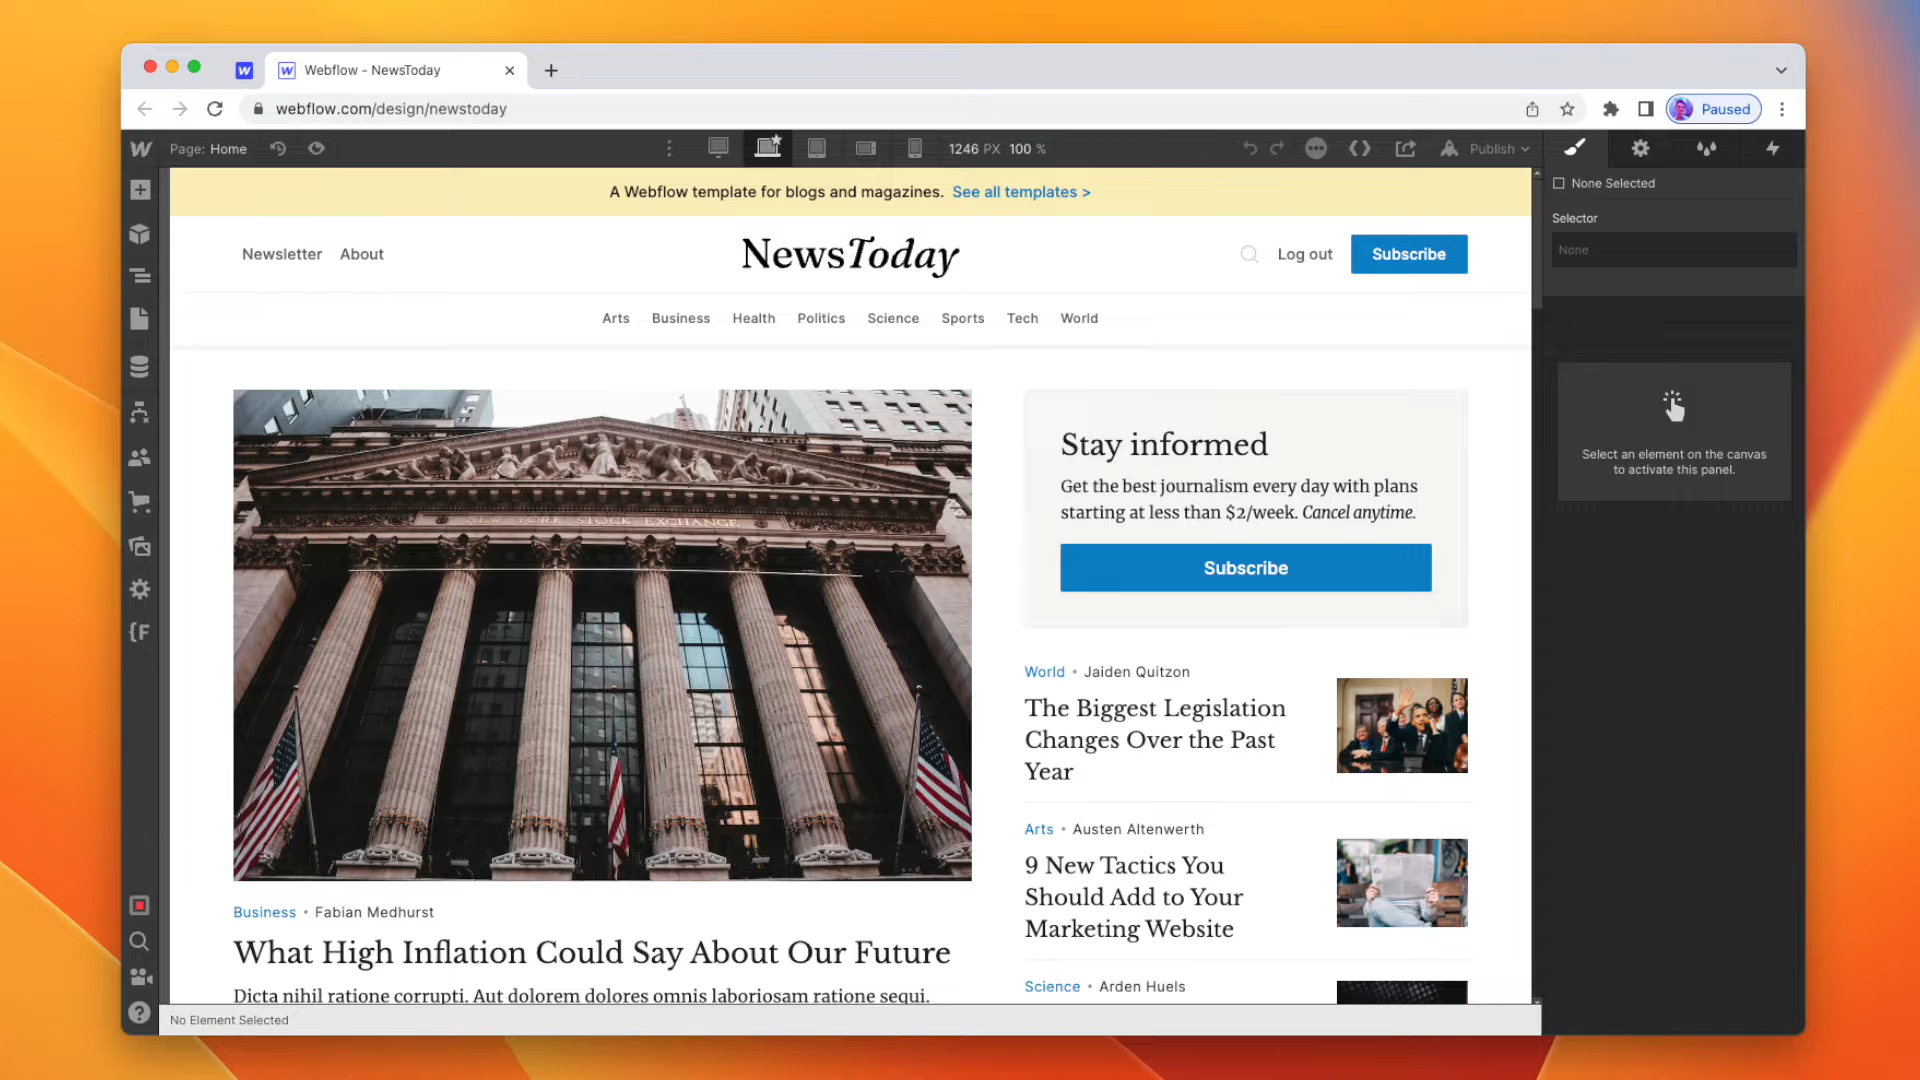 Webflow - NewsToday
webflow.com/design/newstoday
Paused
Page: Home
1246 PX 100 %
Publish
None Selected
Selector
None
Select an element on the canvas
to activate this panel.
A Webflow template for blogs and magazines. See all templates >
Newsletter About
NewsToday
Log out
Subscribe
Arts Business Health Politics Science Sports Tech World
NEW YORK STOCK EXCHANGE
Stay informed
Get the best journalism every day with plans
starting at less than $2/week. Cancel anytime.
Subscribe
World • Jaiden Quitzon
The Biggest Legislation
Changes Over the Past
Year
Arts • Austen Altenwerth
9 New Tactics You
Should Add to Your
Marketing Website
Science • Arden Huels
Business • Fabian Medhurst
What High Inflation Could Say About Our Future
Dicta nihil ratione corrupti. Aut dolorem dolores omnis laboriosam ratione sequi.
No Element Selected